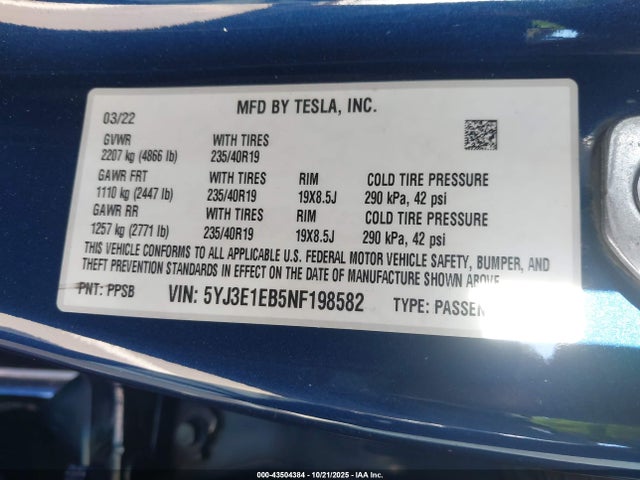 MFD BY TESLA, INC.
03/22
GVWR WITH TIRES
2207 kg (4866 lb) 235/40R19
GAWR FRT WITH TIRES RIM COLD TIRE PRESSURE
1110 kg (2447 lb) 235/40R19 19X8.5J 290 kPa, 42 psi
GAWR RR WITH TIRES RIM COLD TIRE PRESSURE
1257 kg (2771 lb) 235/40R19 19X8.5J 290 kPa, 42 psi
THIS VEHICLE CONFORMS TO ALL APPLICABLE U.S. FEDERAL MOTOR VEHICLE SAFETY, BUMPER, AND
THEFT PREVENTION STANDARDS IN EFFECT ON THE DATE OF MANUFACTURE SHOWN ABOVE.
PNT: PPSB VIN: 5YJ3E1EB5NF198582 TYPE: PASSEN
000-43504384 - 10/21/2025 - IAA Inc.